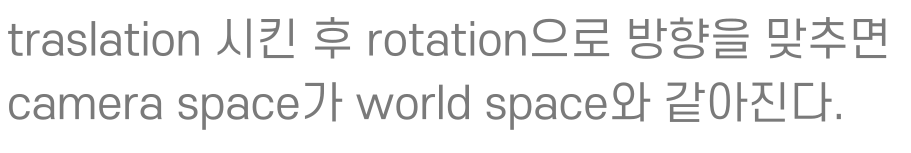 traslation 시킨 후 rotation으로 방향을 맞추면
camera space가 world space와 같아진다.